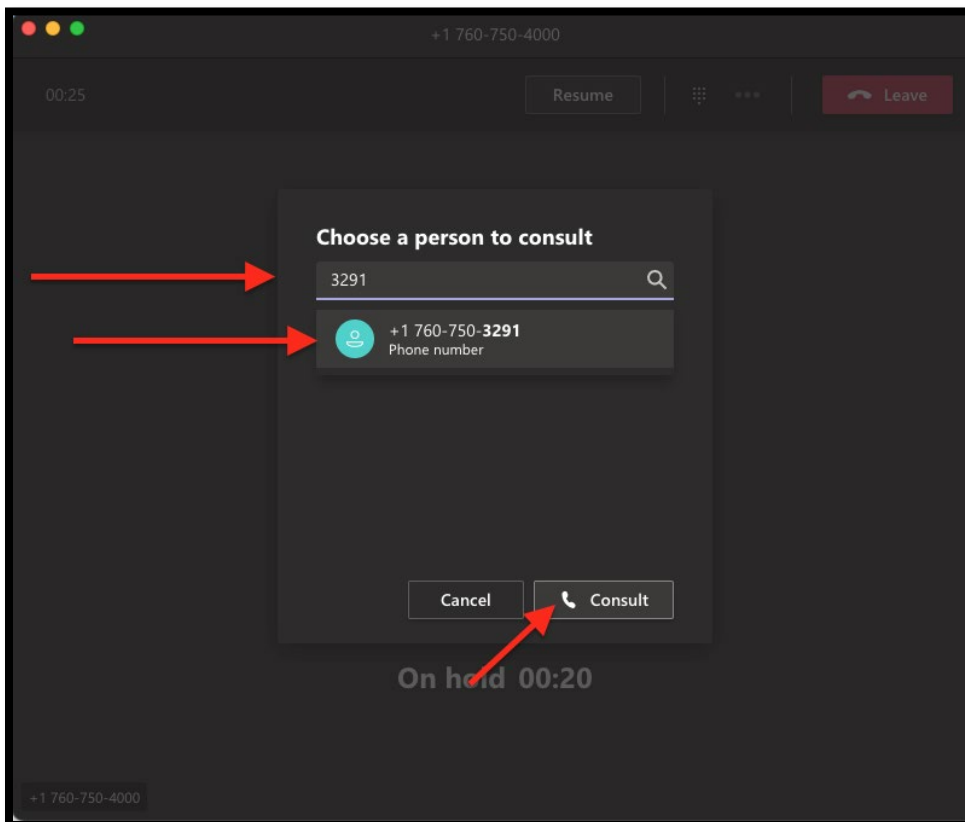 +1 760-750-4000
00:25
Resume
Leave
Choose a person to consult
3291
+1 760-750-3291
Phone number
Cancel
Consult
On hold 00:20
+1 760-750-4000